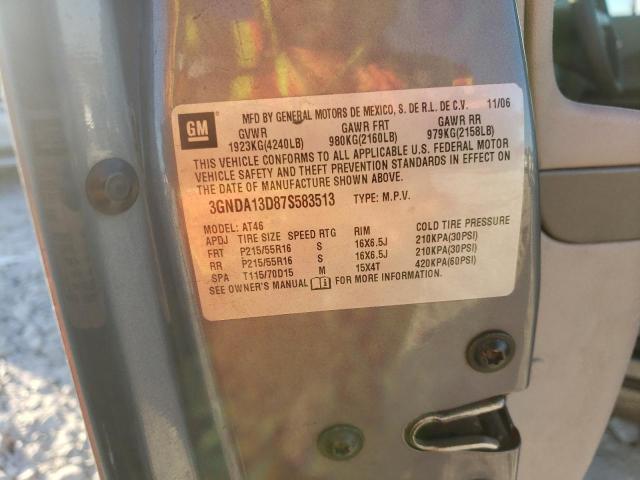 GM
MFD BY GENERAL MOTORS DE MEXICO, S. DE R.L. DE C.V. 11/06
GVWR GAWR FRT GAWR RR
1923KG(4240LB) 980KG(2160LB) 979KG(2158LB)
THIS VEHICLE CONFORMS TO ALL APPLICABLE U.S. FEDERAL MOTOR
VEHICLE SAFETY AND THEFT PREVENTION STANDARDS IN EFFECT ON
THE DATE OF MANUFACTURE SHOWN ABOVE.
3GNDA13D87S583513 TYPE: M.P.V.
MODEL: AT46
APDJ TIRE SIZE SPEED RTG RIM COLD TIRE PRESSURE
FRT P215/55R16 S 16X6.5J 210KPA(30PSI)
RR P215/55R16 S 16X6.5J 210KPA(30PSI)
SPA T115/70D15 M 15X4T 420KPA(60PSI)
SEE OWNER'S MANUAL FOR MORE INFORMATION